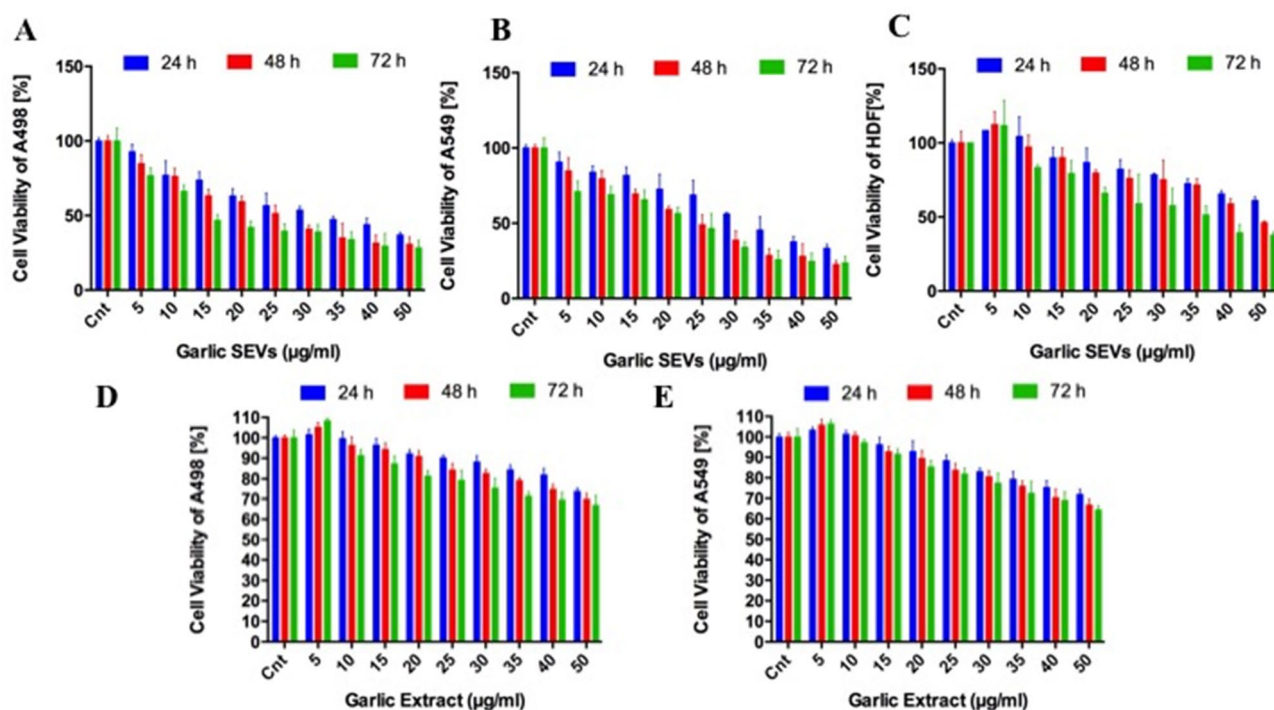 A
24 h 48 h 72 h
Cell Viability of A498 [%]
150
100
50
0
Cnt 5 10 15 20 25 30 35 40 50
Garlic SEVs (µg/ml)
B
24 h 48 h 72 h
Cell Viability of A549 [%]
150
100
50
0
Cnt 5 10 15 20 25 30 35 40 50
Garlic SEVs (µg/ml)
C
24 h 48 h 72 h
Cell Viability of HDF[%]
150
100
50
0
Cnt 5 10 15 20 25 30 35 40 50
Garlic SEVs (µg/ml)
D
24 h 48 h 72 h
Cell Viability of A498 [%]
110
100
90
80
70
60
50
40
30
20
10
0
Cnt 5 10 15 20 25 30 35 40 50
Garlic Extract (µg/ml)
E
24 h 48 h 72 h
Cell Viability of A549 [%]
110
100
90
80
70
60
50
40
30
20
10
0
Cnt 5 10 15 20 25 30 35 40 50
Garlic Extract (µg/ml)